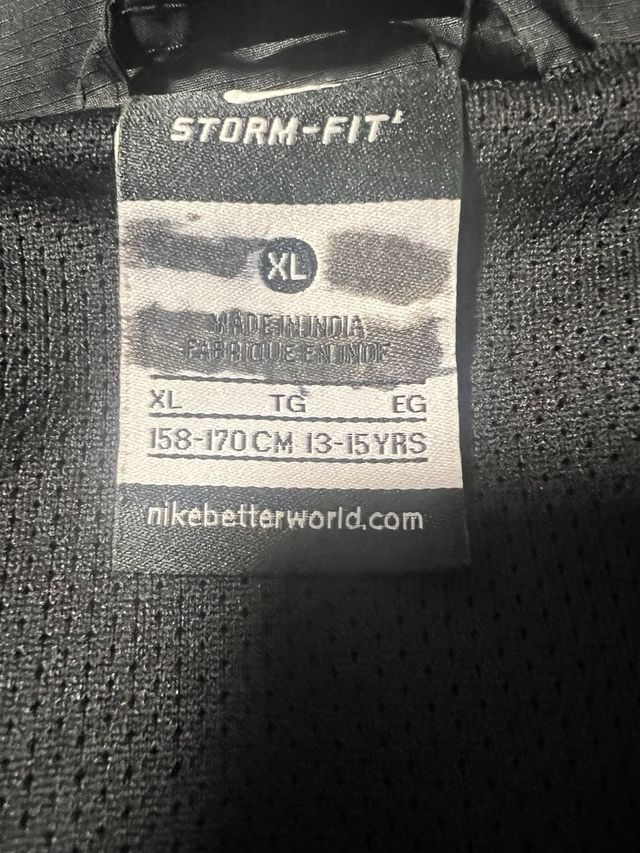 STORM-FIT
XL
MADE IN INDIA
FABRIQUE EN INDE
XL TG EG
158-170 CM 13-15 YRS
nikebetterworld.com